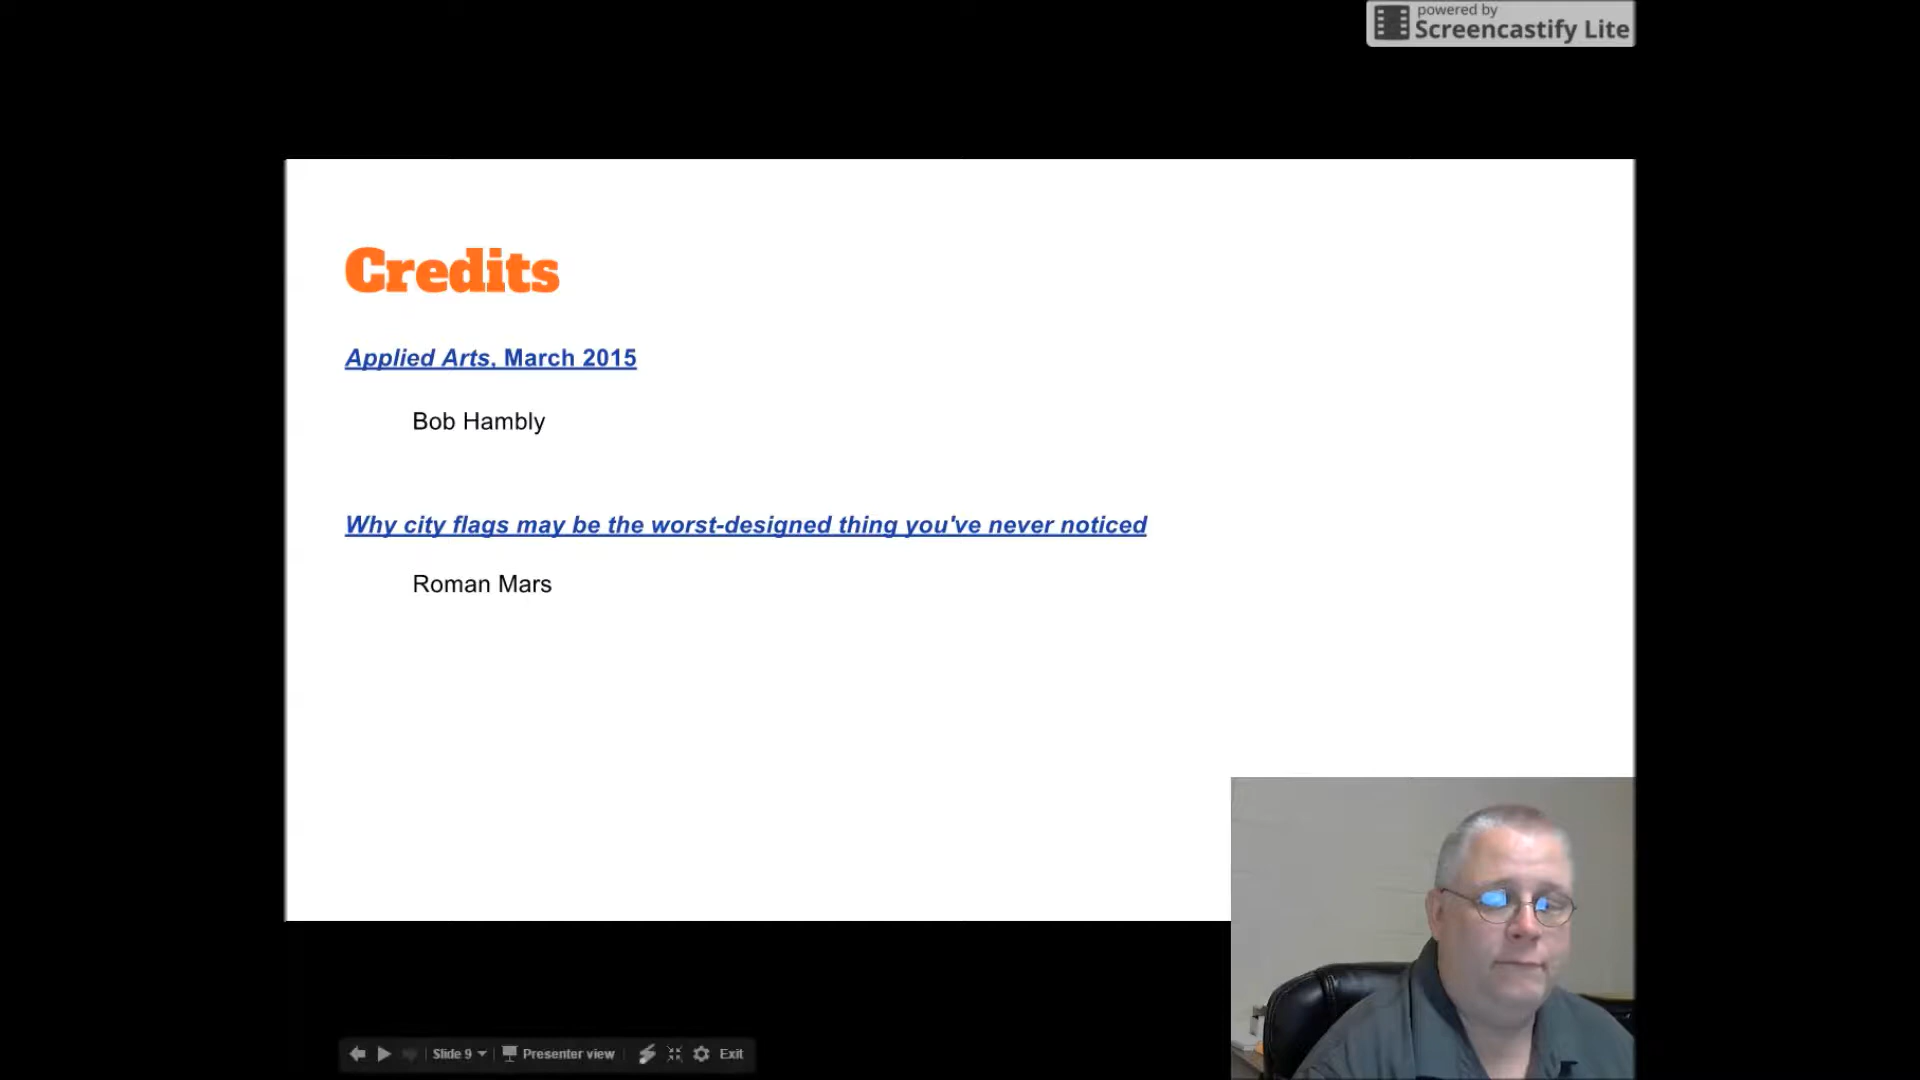 powered by
Screencastify Lite
Credits
Applied Arts, March 2015
Bob Hambly
Why city flags may be the worst-designed thing you've never noticed
Roman Mars
Slide 9
Presenter view
Exit